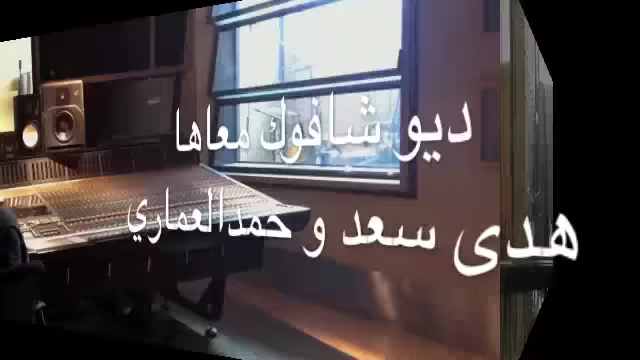 ديو شافوك معاها
هدى سعد و حمدالعماري